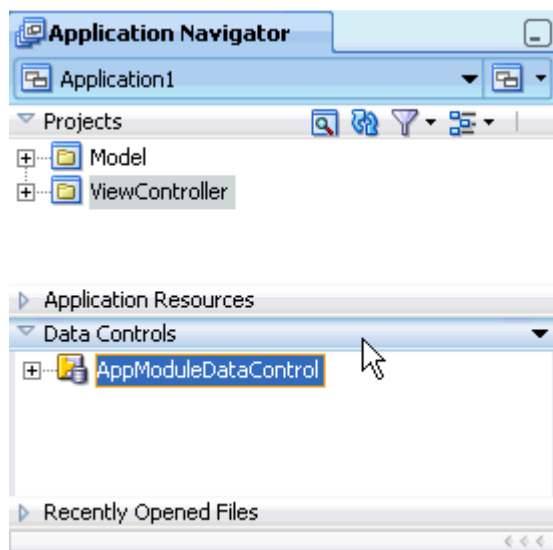 Application Navigator
Application1
Projects
Model
ViewController
Application Resources
Data Controls
AppModuleDataControl
Recently Opened Files